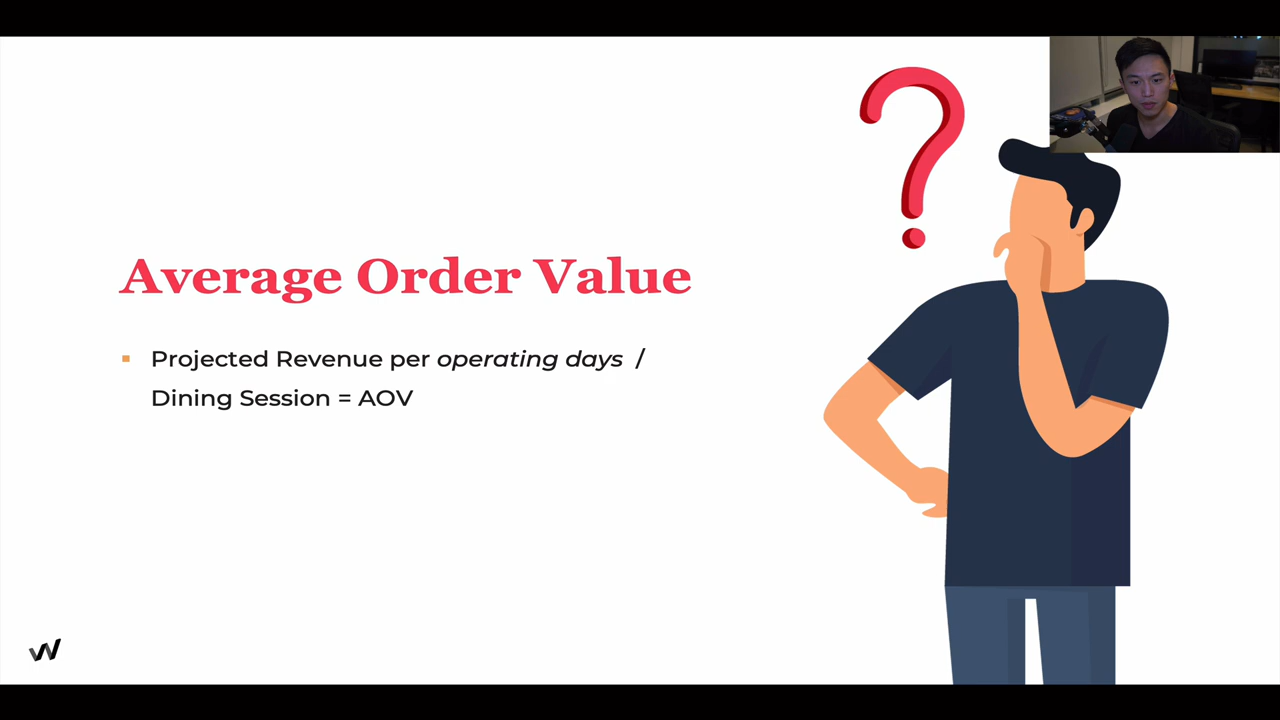 Average Order Value
Projected Revenue per operating days /
Dining Session = AOV